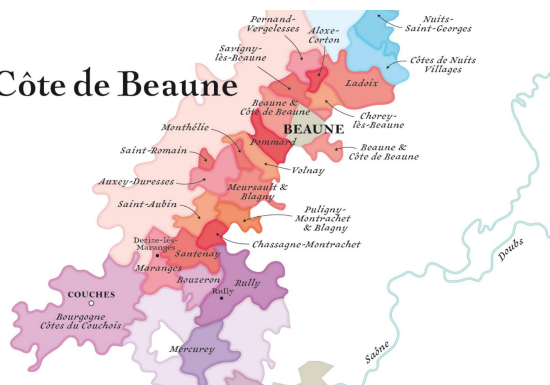 Pernand-
Vergelesses
Aloxe-
Corton
Nuits-
Saint-Georges
Savigny-
lès-Beaune
Côtes de Nuits
Villages
Côte de Beaune
Ladoix
Beaune &
Côte de Beaune
Chorey-
lès-Beaune
Monthélie
BEAUNE
Pommard
Saint-Romain
Beaune &
Côte de Beaune
Volnay
Auxey-Duresses
Meursault &
Blagny
Saint-Aubin
Puligny-
Montrachet
& Blagny
Dezize-lès-
Maranges
Chassagne-Montrachet
Santenay
Maranges
Doubs
Bouzeron
Rully
Rully
COUCHES
Bourgogne
Côtes du Couchois
Mercurey
Saône